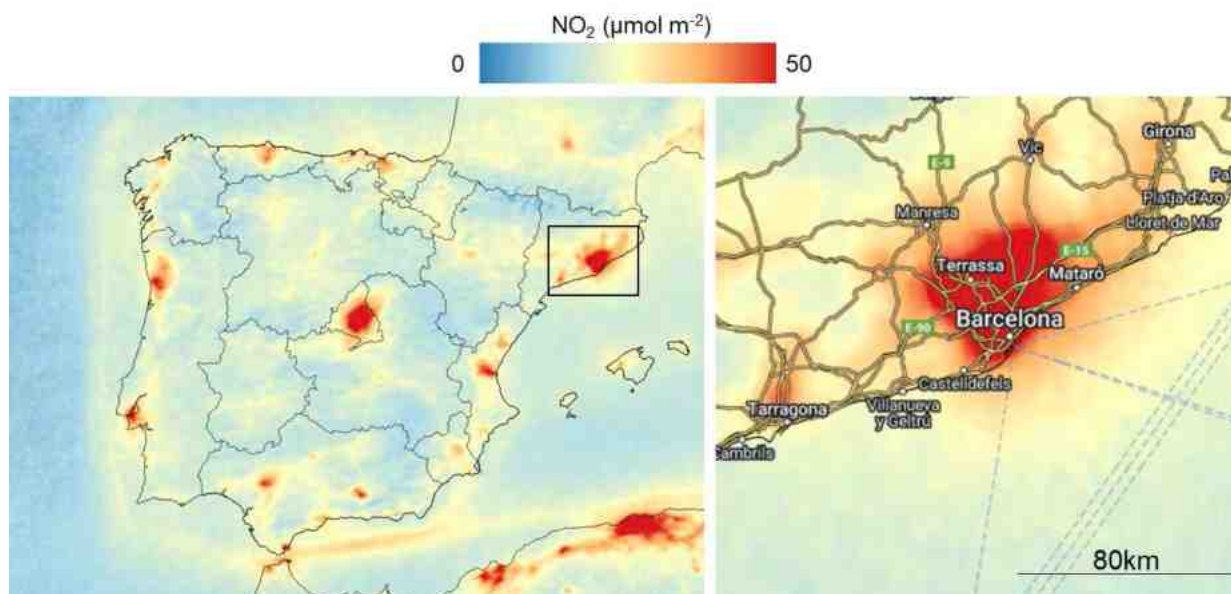 NO₂ (µmol m⁻²)
0
50
Girona
Vic
E-9
Platja d'Aro
Manresa
Lloret de Mar
E-15
Terrassa
Mataró
E-90
Barcelona
Castelldefels
Tarragona
Villanueva
y Geltrú
Cambrils
80km